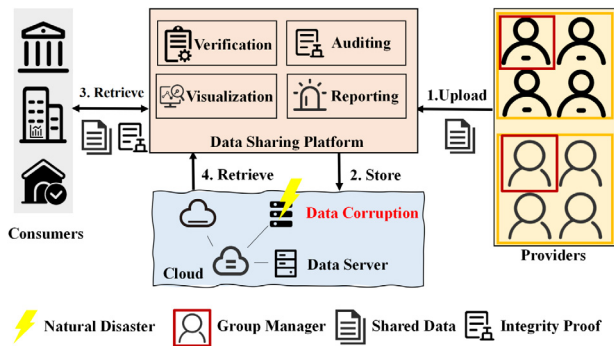 Verification
Auditing
Visualization
Reporting
Data Sharing Platform
3. Retrieve
1.Upload
4. Retrieve
2. Store
Data Corruption
Cloud
Data Server
Consumers
Providers
Natural Disaster
Group Manager
Shared Data
Integrity Proof